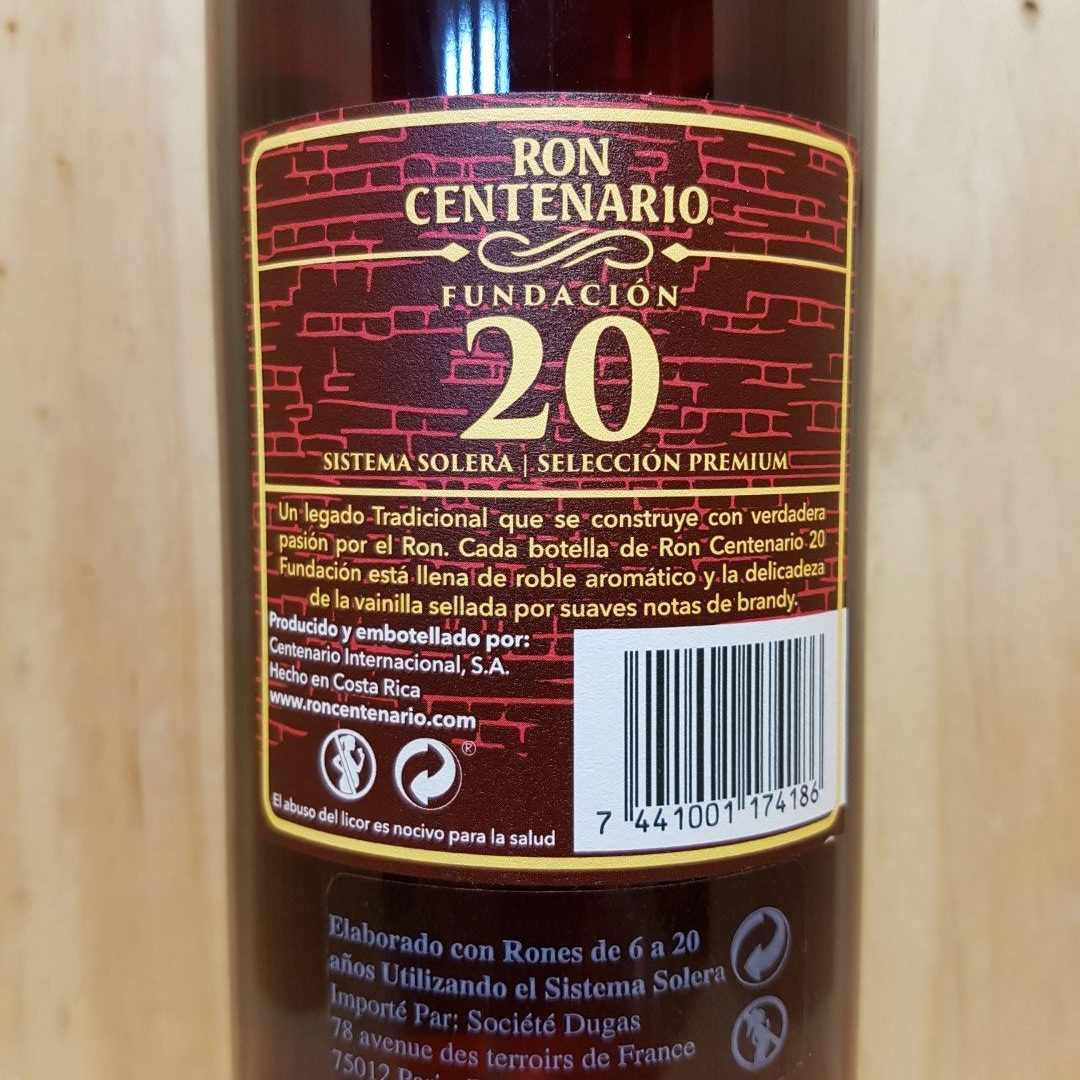 RON
CENTENARIO®
FUNDACIÓN
20
SISTEMA SOLERA | SELECCIÓN PREMIUM
Un legado Tradicional que se construye con verdadera
pasión por el Ron. Cada botella de Ron Centenario 20
Fundación está llena de roble aromático y la delicadeza
de la vainilla sellada por suaves notas de brandy.
Producido y embotellado por:
Centenario Internacional, S.A.
Hecho en Costa Rica
www.roncentenario.com
®
El abuso del licor es nocivo para la salud
7 441001 174186
Elaborado con Rones de 6 a 20
años Utilizando el Sistema Solera
Importé Par: Société Dugas
78 avenue des terroirs de France
75012 Paris